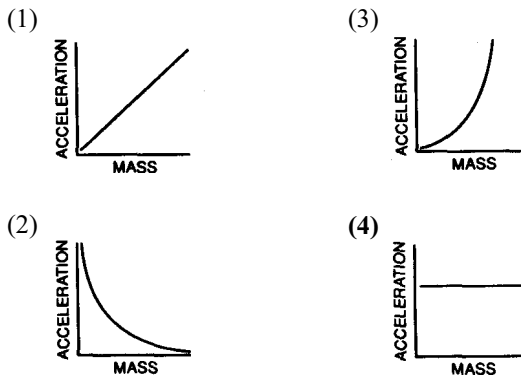 (1)
ACCELERATION
MASS
(2)
ACCELERATION
MASS
(3)
ACCELERATION
MASS
(4)
ACCELERATION
MASS